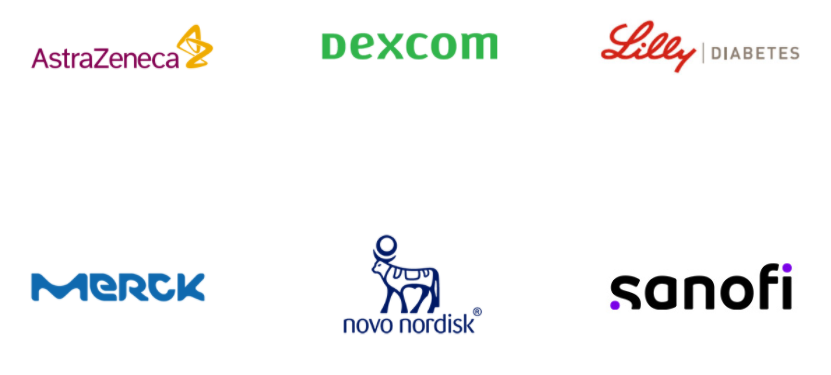 AstraZeneca
Dexcom
Lilly | DIABETES
MERCK
novo nordisk®
sanofi